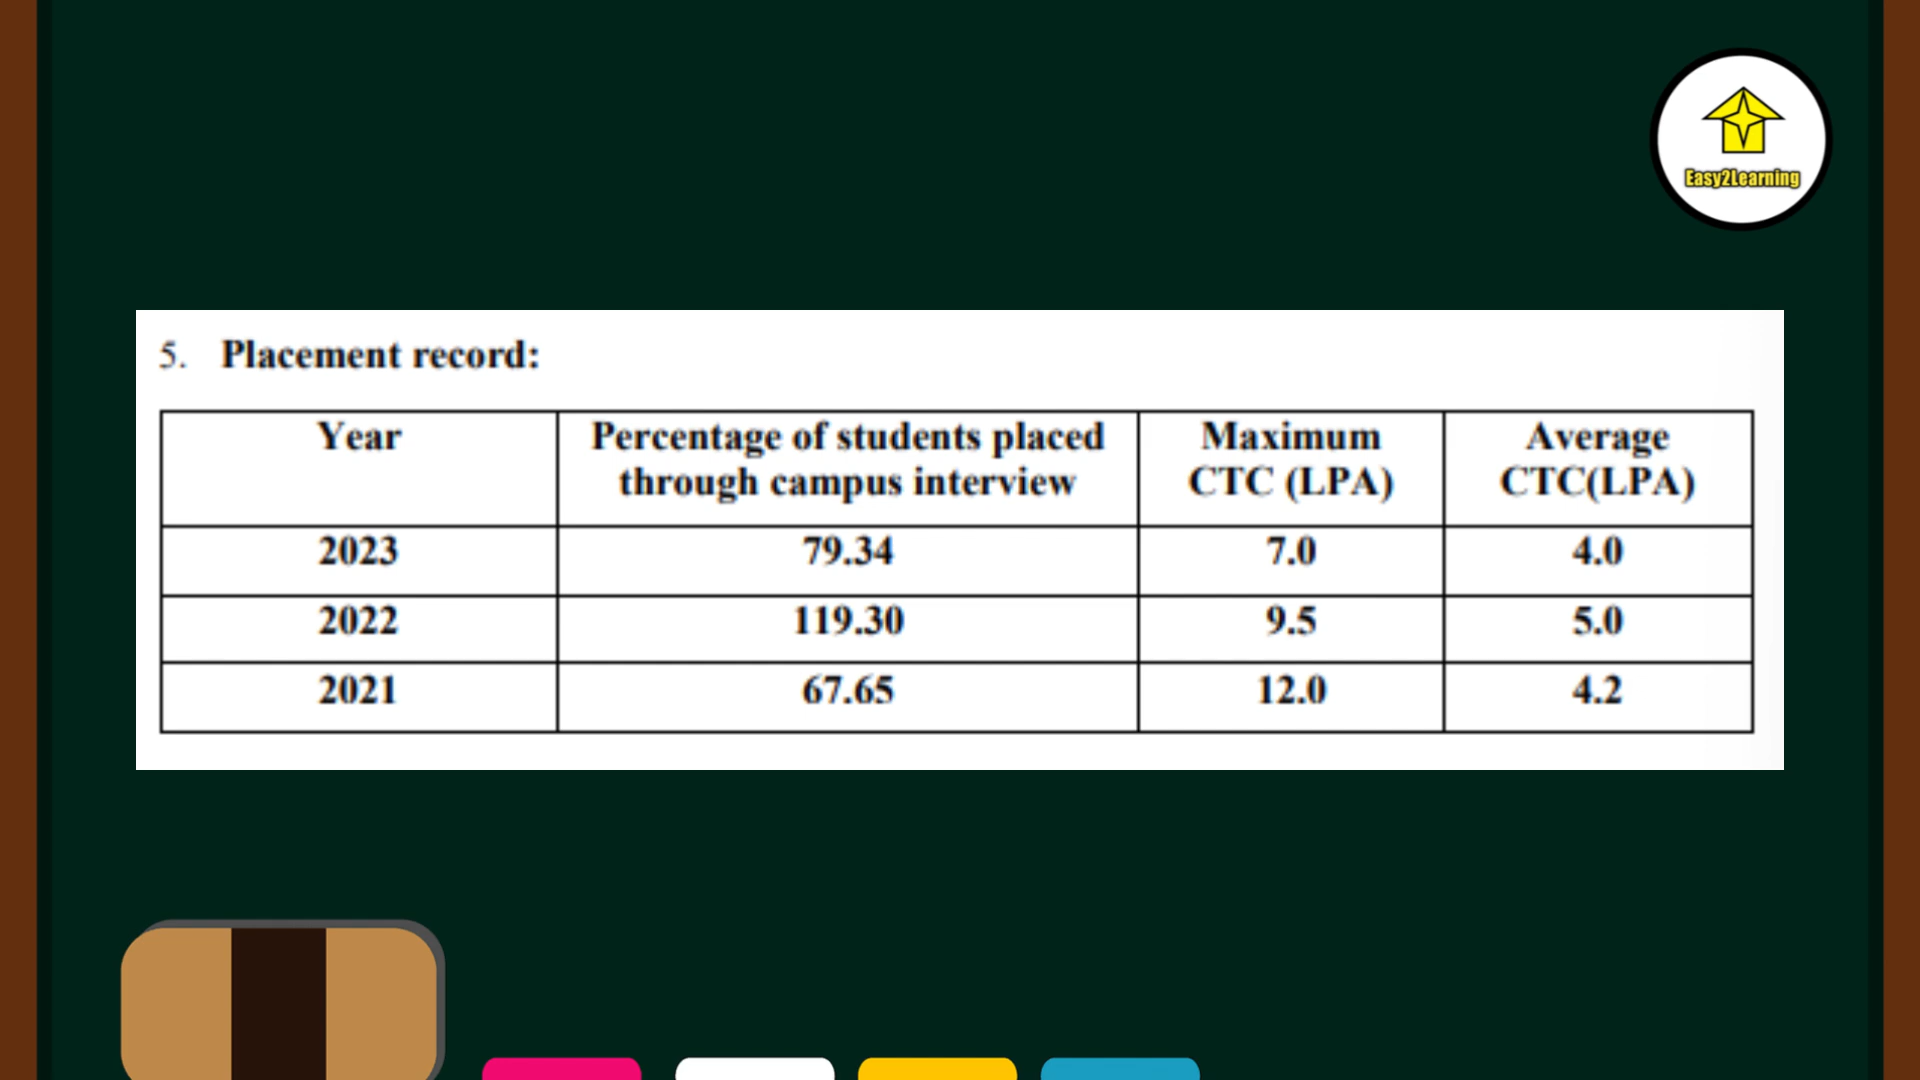 Easy2Learning
5. Placement record:
Year Percentage of students placed through campus interview Maximum CTC (LPA) Average CTC(LPA)
2023 79.34 7.0 4.0
2022 119.30 9.5 5.0
2021 67.65 12.0 4.2